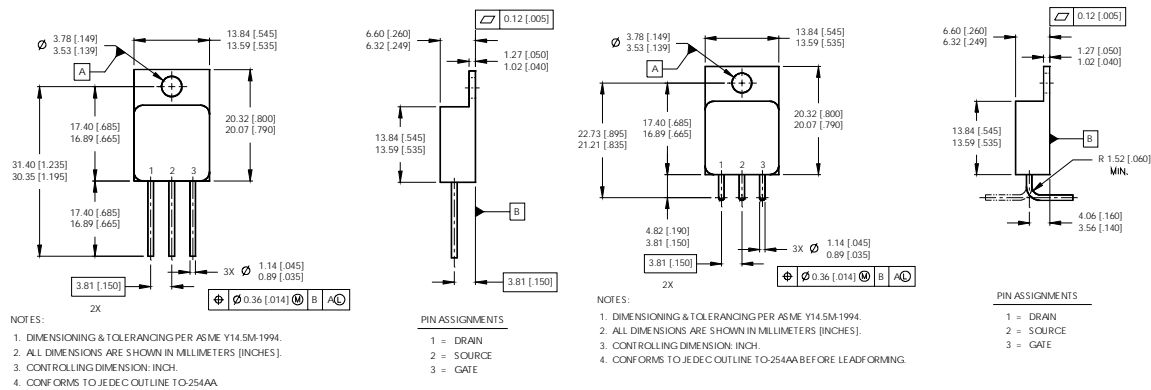 3.78 [.149]
3.53 [.139]
13.84 [.545]
13.59 [.535]
A
17.40 [.685]
16.89 [.665]
20.32 [.800]
20.07 [.790]
31.40 [1.235]
30.35 [1.195]
1 2 3
17.40 [.685]
16.89 [.665]
3.81 [.150]
2X
3X Ø 1.14 [.045]
0.89 [.035]
⌖ Ø 0.36 [.014] Ⓜ B AⓁ
NOTES:
1. DIMENSIONING & TOLERANCING PER ASME Y14.5M-1994.
2. ALL DIMENSIONS ARE SHOWN IN MILLIMETERS [INCHES].
3. CONTROLLING DIMENSION: INCH.
4. CONFORMS TO JEDEC OUTLINE TO-254AA.
0.12 [.005]
6.60 [.260]
6.32 [.249]
1.27 [.050]
1.02 [.040]
13.84 [.545]
13.59 [.535]
B
3.81 [.150]
PIN ASSIGNMENTS
1 = DRAIN
2 = SOURCE
3 = GATE
Ø 3.78 [.149]
3.53 [.139]
13.84 [.545]
13.59 [.535]
A
17.40 [.685]
16.89 [.665]
20.32 [.800]
20.07 [.790]
22.73 [.895]
21.21 [.835]
1 2 3
4.82 [.190]
3.81 [.150]
3.81 [.150]
2X
3X Ø 1.14 [.045]
0.89 [.035]
⌖ Ø 0.36 [.014] Ⓜ B AⓁ
NOTES:
1. DIMENSIONING & TOLERANCING PER ASME Y14.5M-1994.
2. ALL DIMENSIONS ARE SHOWN IN MILLIMETERS [INCHES].
3. CONTROLLING DIMENSION: INCH.
4. CONFORMS TO JEDEC OUTLINE TO-254AA BEFORE LEADFORMING.
0.12 [.005]
6.60 [.260]
6.32 [.249]
1.27 [.050]
1.02 [.040]
13.84 [.545]
13.59 [.535]
B
R 1.52 [.060]
MIN.
4.06 [.160]
3.56 [.140]
PIN ASSIGNMENTS
1 = DRAIN
2 = SOURCE
3 = GATE